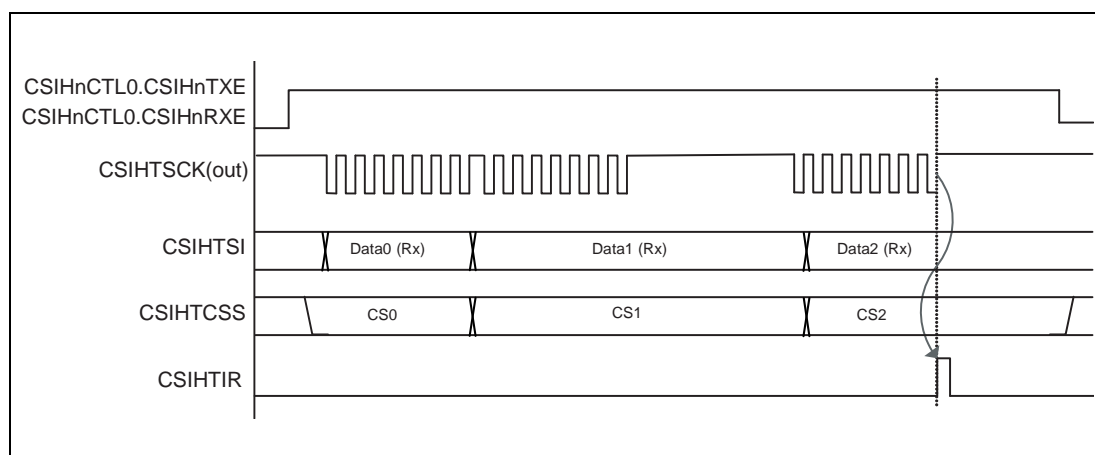 CSIHnCTL0.CSIHnTXE
CSIHnCTL0.CSIHnRXE
CSIHTSCK(out)
CSIHTSI
Data0 (Rx)
Data1 (Rx)
Data2 (Rx)
CSIHTCSS
CS0
CS1
CS2
CSIHTIR